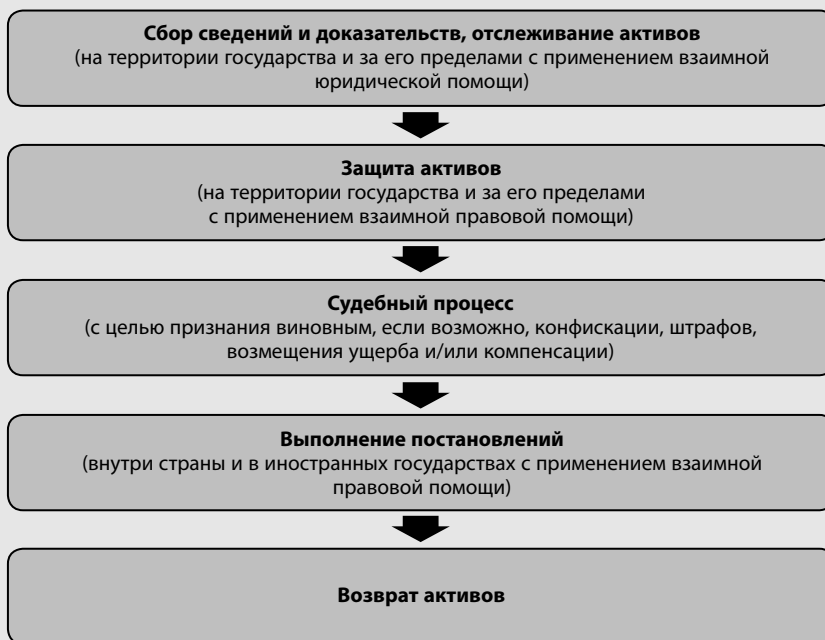 Сбор сведений и доказательств, отслеживание активов
(на территории государства и за его пределами с применением взаимной
юридической помощи)
Защита активов
(на территории государства и за его пределами
с применением взаимной правовой помощи)
Судебный процесс
(с целью признания виновным, если возможно, конфискации, штрафов,
возмещения ущерба и/или компенсации)
Выполнение постановлений
(внутри страны и в иностранных государствах с применением взаимной
правовой помощи)
Возврат активов